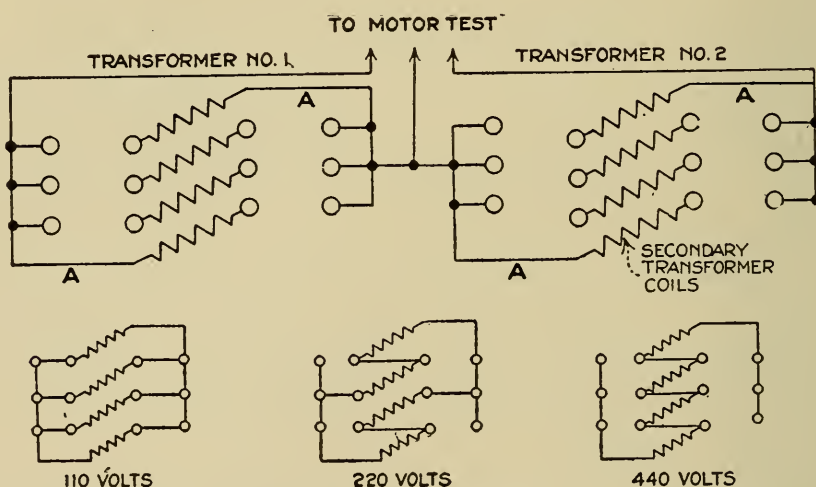 TO MOTOR TEST
TRANSFORMER NO. 1
TRANSFORMER NO. 2
A
A
A
A
SECONDARY
TRANSFORMER
COILS
110 VOLTS
220 VOLTS
440 VOLTS